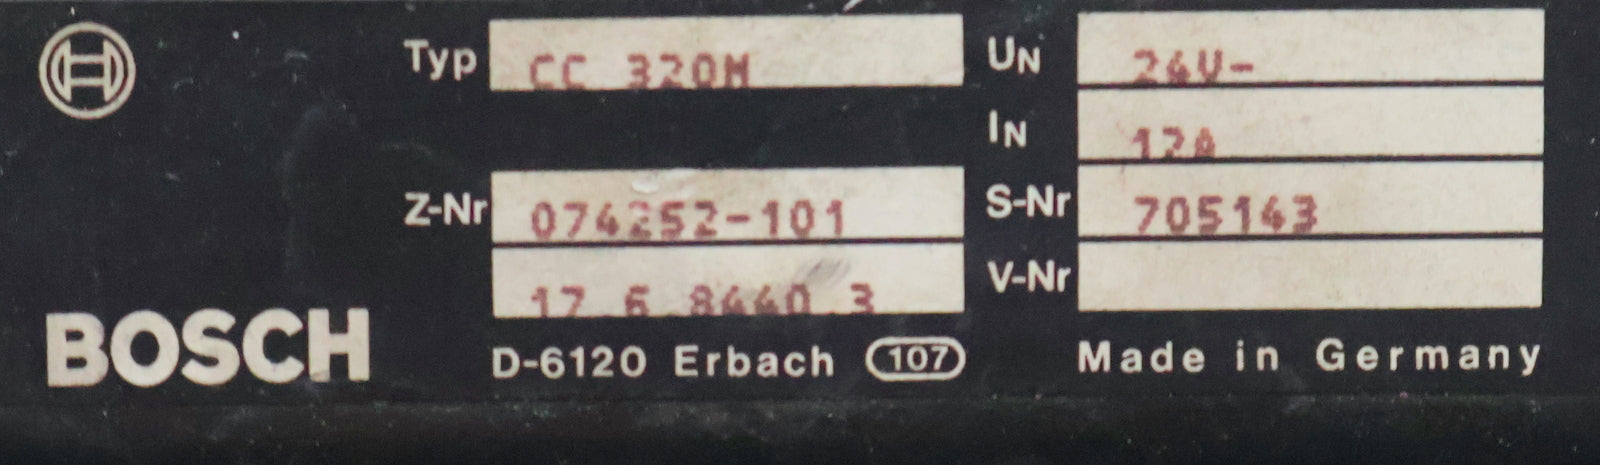 Typ CC 320M
Z-Nr 074252-101
17 6 8440 3
D-6120 Erbach 107
UN 24V-
IN 12A
S-Nr 705143
V-Nr
Made in Germany
BOSCH